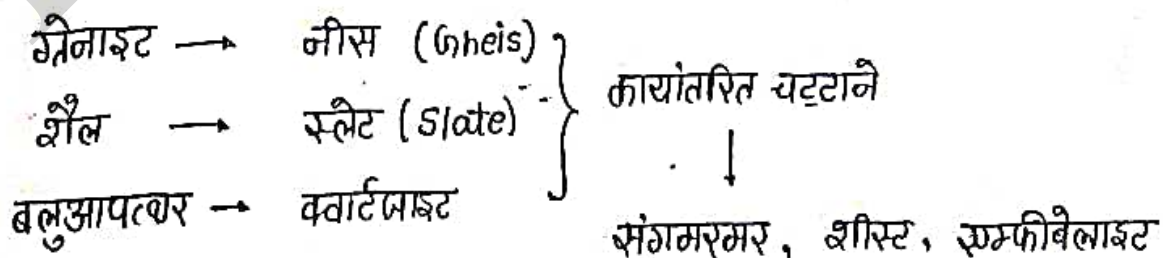 ग्रेनाइट → नीस (Gneis)
शैल → स्लेट (Slate)
बलुआपत्थर → क्वार्टजाइट
कायांतरित चट्टाने
↓
संगमरमर, शीस्ट, एम्फीबेलाइट